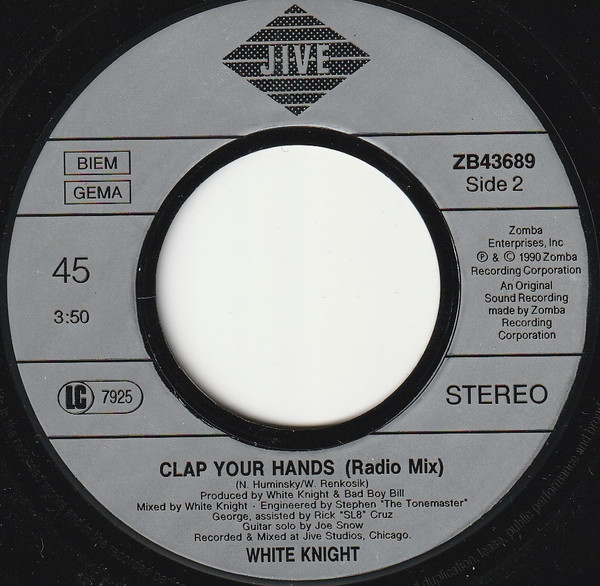 JIVE
BIEM
GEMA
ZB43689
Side 2
45
3:50
Zomba
Enterprises, Inc
℗ & © 1990 Zomba
Recording Corporation
An Original
Sound Recording
made by Zomba
Recording
Corporation
LC 7925
STEREO
CLAP YOUR HANDS (Radio Mix)
(N. Huminsky/W. Renkosik)
Produced by White Knight & Bad Boy Bill
Mixed by White Knight · Engineered by Stephen "The Tonemaster"
George, assisted by Rick "SL8" Cruz
Guitar solo by Joe Snow
Recorded & Mixed at Jive Studios, Chicago.
WHITE KNIGHT